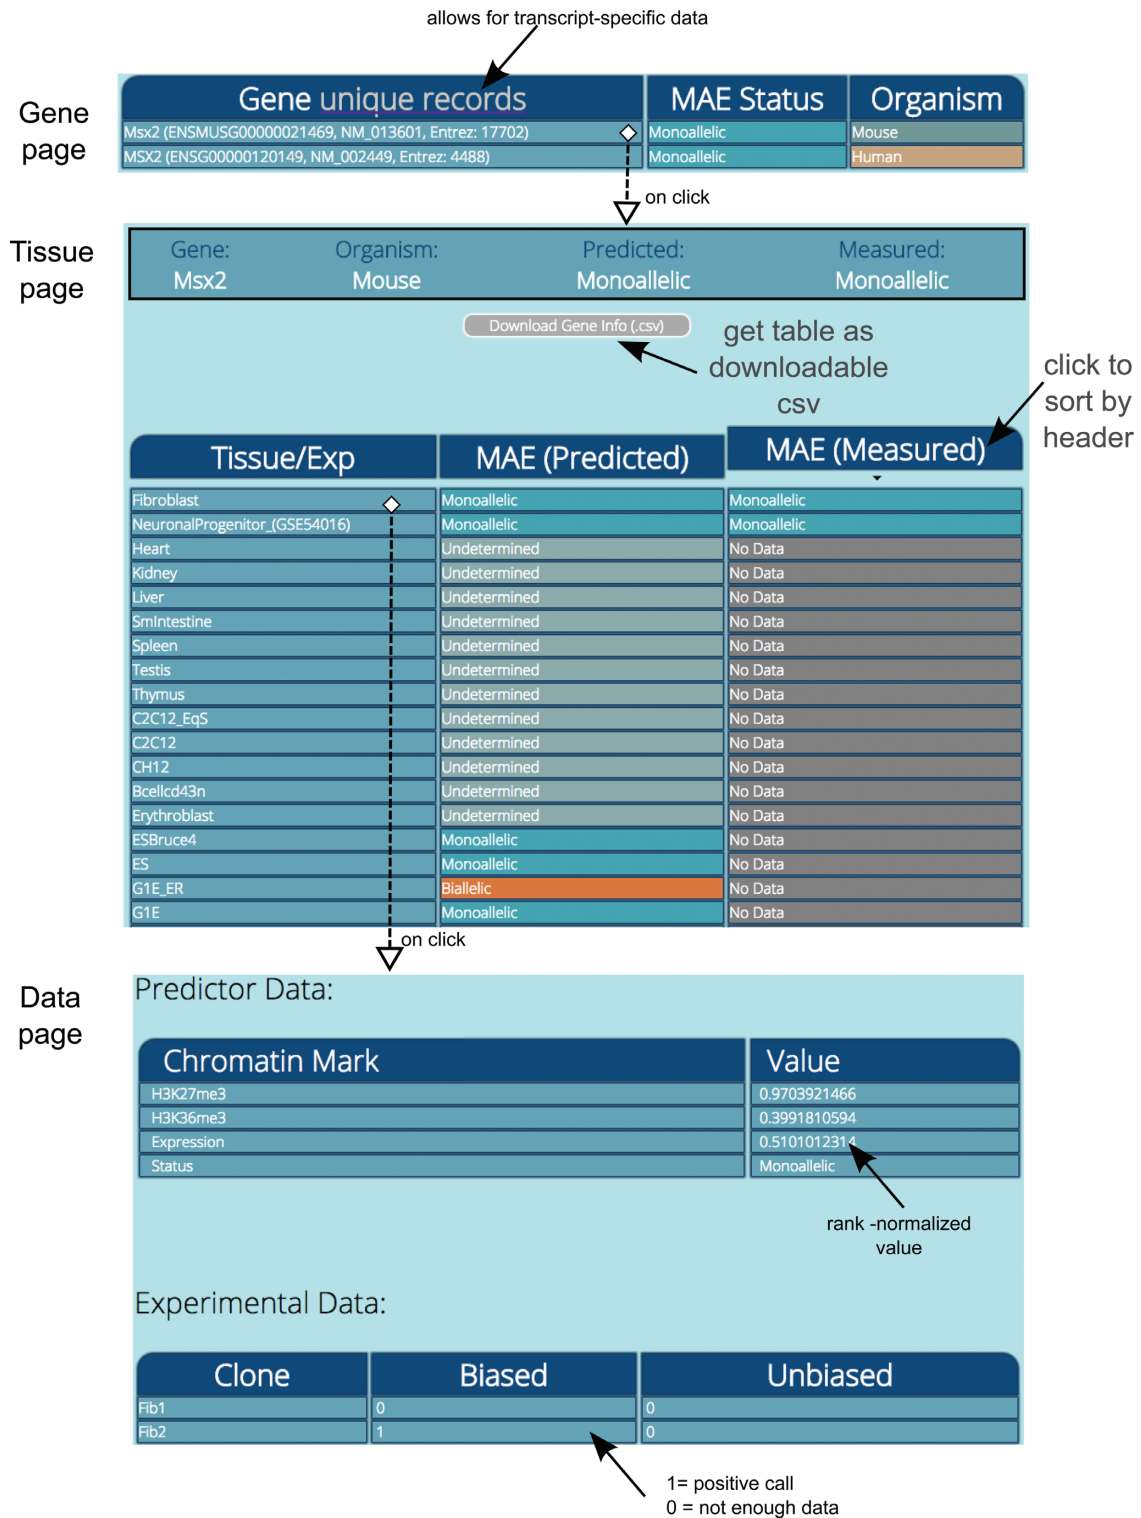 allows for transcript-specific data
Gene page
Gene unique records MAE Status Organism
Msx2 (ENSMUSG00000021469, NM_013601, Entrez: 17702) Monoallelic Mouse
MSX2 (ENSG00000120149, NM_002449, Entrez: 4488) Monoallelic Human
on click
Tissue page
Gene: Organism: Predicted: Measured:
Msx2 Mouse Monoallelic Monoallelic
Download Gene Info (.csv)
get table as downloadable csv
click to sort by header
Tissue/Exp MAE (Predicted) MAE (Measured)
Fibroblast Monoallelic Monoallelic
NeuronalProgenitor_(GSE54016) Monoallelic Monoallelic
Heart Undetermined No Data
Kidney Undetermined No Data
Liver Undetermined No Data
SmIntestine Undetermined No Data
Spleen Undetermined No Data
Testis Undetermined No Data
Thymus Undetermined No Data
C2C12_EqS Undetermined No Data
C2C12 Undetermined No Data
CH12 Undetermined No Data
Bcellcd43n Undetermined No Data
Erythroblast Undetermined No Data
ESBruce4 Monoallelic No Data
ES Monoallelic No Data
G1E_ER Biallelic No Data
G1E Monoallelic No Data
on click
Data page
Predictor Data:
Chromatin Mark Value
H3K27me3 0.9703921466
H3K36me3 0.3991810594
Expression 0.5101012314
Status Monoallelic
rank -normalized value
Experimental Data:
Clone Biased Unbiased
Fib1 0 0
Fib2 1 0
1= positive call
0 = not enough data